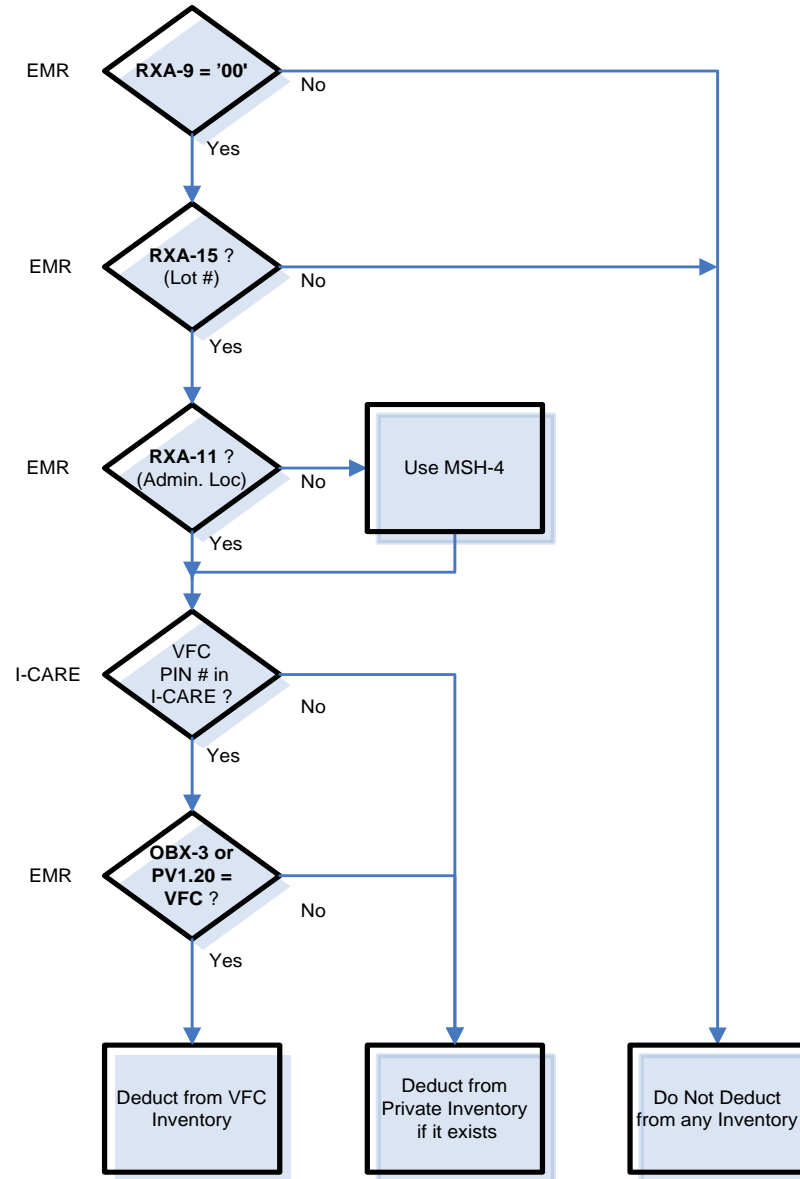 EMR
RXA-9 = '00'
No
Yes
EMR
RXA-15 ?
(Lot #)
No
Yes
EMR
RXA-11 ?
(Admin. Loc)
No
Use MSH-4
Yes
I-CARE
VFC
PIN # in
I-CARE ?
No
Yes
EMR
OBX-3 or
PV1.20 =
VFC ?
No
Yes
Deduct from VFC
Inventory
Deduct from
Private Inventory
if it exists
Do Not Deduct
from any Inventory